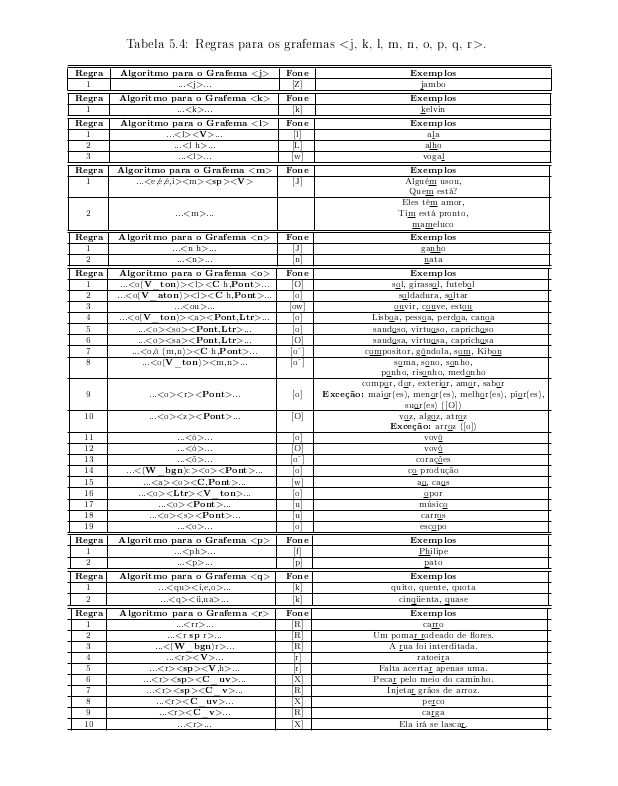 Tabela 5.4: Regras para os grafemas <j, k, l, m, n, o, p, q, r>.
Regra Algoritmo para o Grafema <j> Fone Exemplos
1 ...<j>... [Z] jambo
Regra Algoritmo para o Grafema <k> Fone Exemplos
1 ...<k>... [k] kelvin
Regra Algoritmo para o Grafema <l> Fone Exemplos
1 ...<l><V>... [l] ala
2 ...<l h>... [L] alho
3 ...<l>... [w] vogal
Regra Algoritmo para o Grafema <m> Fone Exemplos
1 ...<e,é,ê,i><m><sp><V> [J] Alguém usou,
Quem está?
Eles têm amor,
2 ...<m>... Tim está pronto,
mameluco
Regra Algoritmo para o Grafema <n> Fone Exemplos
1 ...<n h>... [J] ganho
2 ...<n>... [n] nata
Regra Algoritmo para o Grafema <o> Fone Exemplos
1 ...<o(V_ton)><l><C-h,Pont>... [O] sol, girassol, futebol
2 ...<o(V_aton)><l><C-h,Pont>... [o] soldadura, soltar
3 ...<ou>... [ow] ouvir, couve, estou
4 ...<o(V_ton)><a><Pont,Ltr>... [o] Lisboa, pessoa, perdoa, canoa
5 ...<o><so><Pont,Ltr>... [o] saudoso, virtuoso, caprichoso
6 ...<o><sa><Pont,Ltr>... [O] saudosa, virtuosa, caprichosa
7 ...<o,ô (m,n)><C-h,Pont>... [o~] compositor, gôndola, som, Kibon
8 ...<o(V_ton)><m,n>... [o~] soma, sono, sonho,
ponho, risonho, medonho
compor, dor, exterior, amor, sabor
9 ...<o><r><Pont>... [o] Exceção: maior(es), menor(es), melhor(es), pior(es),
suor(es) ([O])
10 ...<o><z><Pont>... [O] voz, algoz, atroz
Exceção: arroz ([o])
11 ...<ô>... [o] vovô
12 ...<ó>... [O] vovó
13 ...<õ>... [o~] corações
14 ...<(W_bgn)c><o><Pont>... [o] co-produção
15 ...<a><o><C,Pont>... [w] ao, caos
16 ...<o><Ltr><V_ton>... [o] opor
17 ...<o><Pont>... [u] músico
18 ...<o><s><Pont>... [u] carros
19 ...<o>... [o] escopo
Regra Algoritmo para o Grafema <p> Fone Exemplos
1 ...<ph>... [f] Philipe
2 ...<p>... [p] pato
Regra Algoritmo para o Grafema <q> Fone Exemplos
1 ...<qu><i,e,o>... [k] quito, quente, quota
2 ...<q><ü,ua>... [k] cinqüenta, quase
Regra Algoritmo para o Grafema <r> Fone Exemplos
1 ...<rr>... [R] carro
2 ...<r sp r>... [R] Um pomar rodeado de flores.
3 ...<(W_bgn)r>... [R] A rua foi interditada.
4 ...<r><V>... [r] ratoeira
5 ...<r><sp><V,h>... [r] Falta acertar apenas uma.
6 ...<r><sp><C_uv>... [X] Pecar pelo meio do caminho.
7 ...<r><sp><C_v>... [R] Injetar grãos de arroz.
8 ...<r><C_uv>... [X] perco
9 ...<r><C_v>... [R] carga
10 ...<r>... [X] Ela irá se lascar.